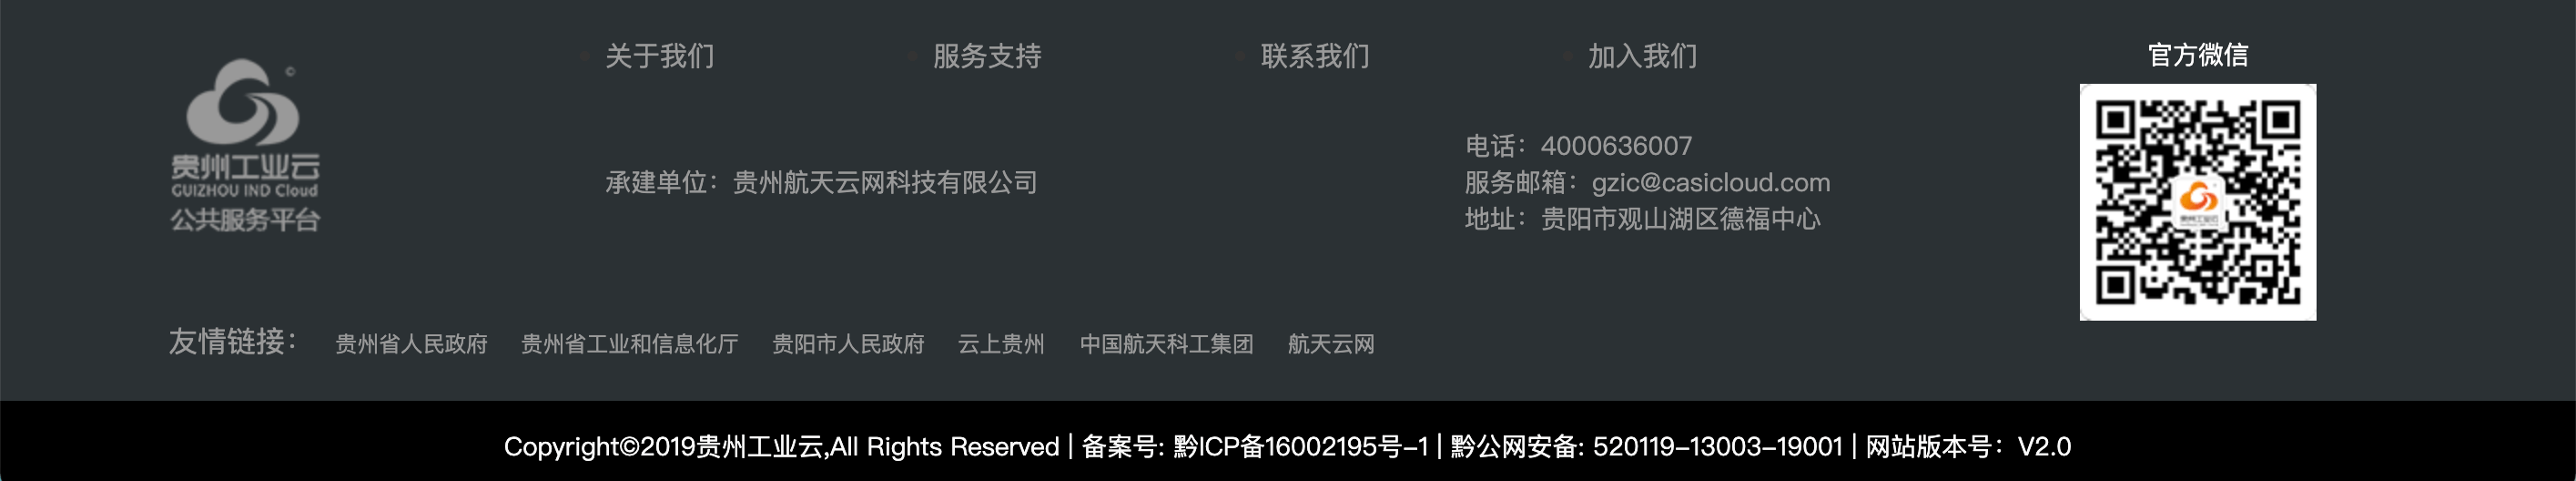 关于我们
服务支持
联系我们
加入我们
官方微信
©
贵州工业云
GUIZHOU IND Cloud
公共服务平台
承建单位：贵州航天云网科技有限公司
电话：4000636007
服务邮箱：gzic@casicloud.com
地址：贵阳市观山湖区德福中心
贵州工业云
友情链接：
贵州省人民政府
贵州省工业和信息化厅
贵阳市人民政府
云上贵州
中国航天科工集团
航天云网
Copyright©2019贵州工业云,All Rights Reserved | 备案号: 黔ICP备16002195号-1 | 黔公网安备: 520119-13003-19001 | 网站版本号：V2.0